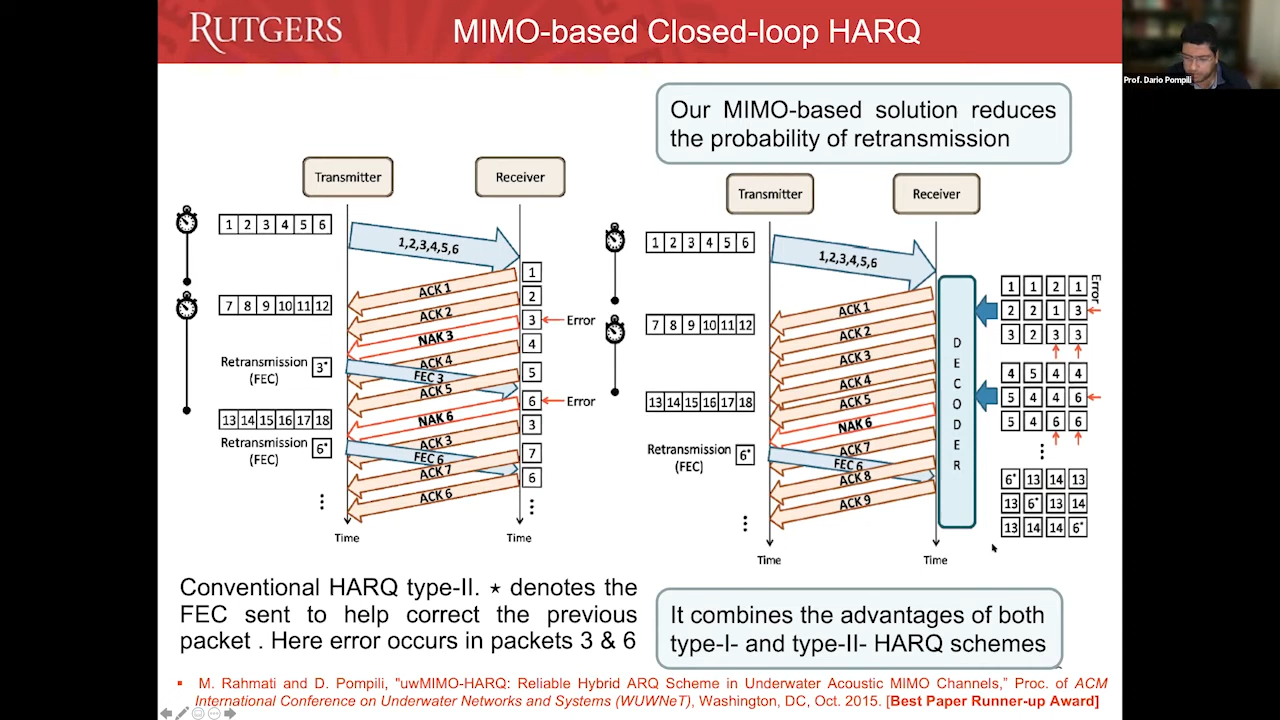 RUTGERS
MIMO-based Closed-loop HARQ
Prof. Dario Pompili
Our MIMO-based solution reduces
the probability of retransmission
Transmitter
Receiver
1 2 3 4 5 6
1,2,3,4,5,6
1
ACK 1
2
7 8 9 10 11 12
ACK 2
3
Error
NAK 3
4
Retransmission
(FEC)
3*
ACK 4
FEC 3
5
ACK 5
6
Error
13 14 15 16 17 18
NAK 6
3
Retransmission
(FEC)
6*
ACK 3
FEC 6
7
ACK 7
6
ACK 6
⋮
⋮
Time
Time
Transmitter
Receiver
1 2 3 4 5 6
1,2,3,4,5,6
ACK 1
7 8 9 10 11 12
ACK 2
ACK 3
ACK 4
13 14 15 16 17 18
ACK 5
NAK 6
ACK 7
Retransmission
(FEC)
6*
FEC 6
ACK 8
ACK 9
⋮
Time
Time
DECODER
Error
1 1 2 1
2 2 1 3
3 2 3 3
4 5 4 4
5 4 4 6
5 4 6 6
⋮
6* 13 14 13
13 6* 13 14
13 14 14 6*
Conventional HARQ type-II. ⋆ denotes the
FEC sent to help correct the previous
packet . Here error occurs in packets 3 & 6
It combines the advantages of both
type-I- and type-II- HARQ schemes
▪ M. Rahmati and D. Pompili, "uwMIMO-HARQ: Reliable Hybrid ARQ Scheme in Underwater Acoustic MIMO Channels," Proc. of ACM
International Conference on Underwater Networks and Systems (WUWNeT), Washington, DC, Oct. 2015. [Best Paper Runner-up Award]